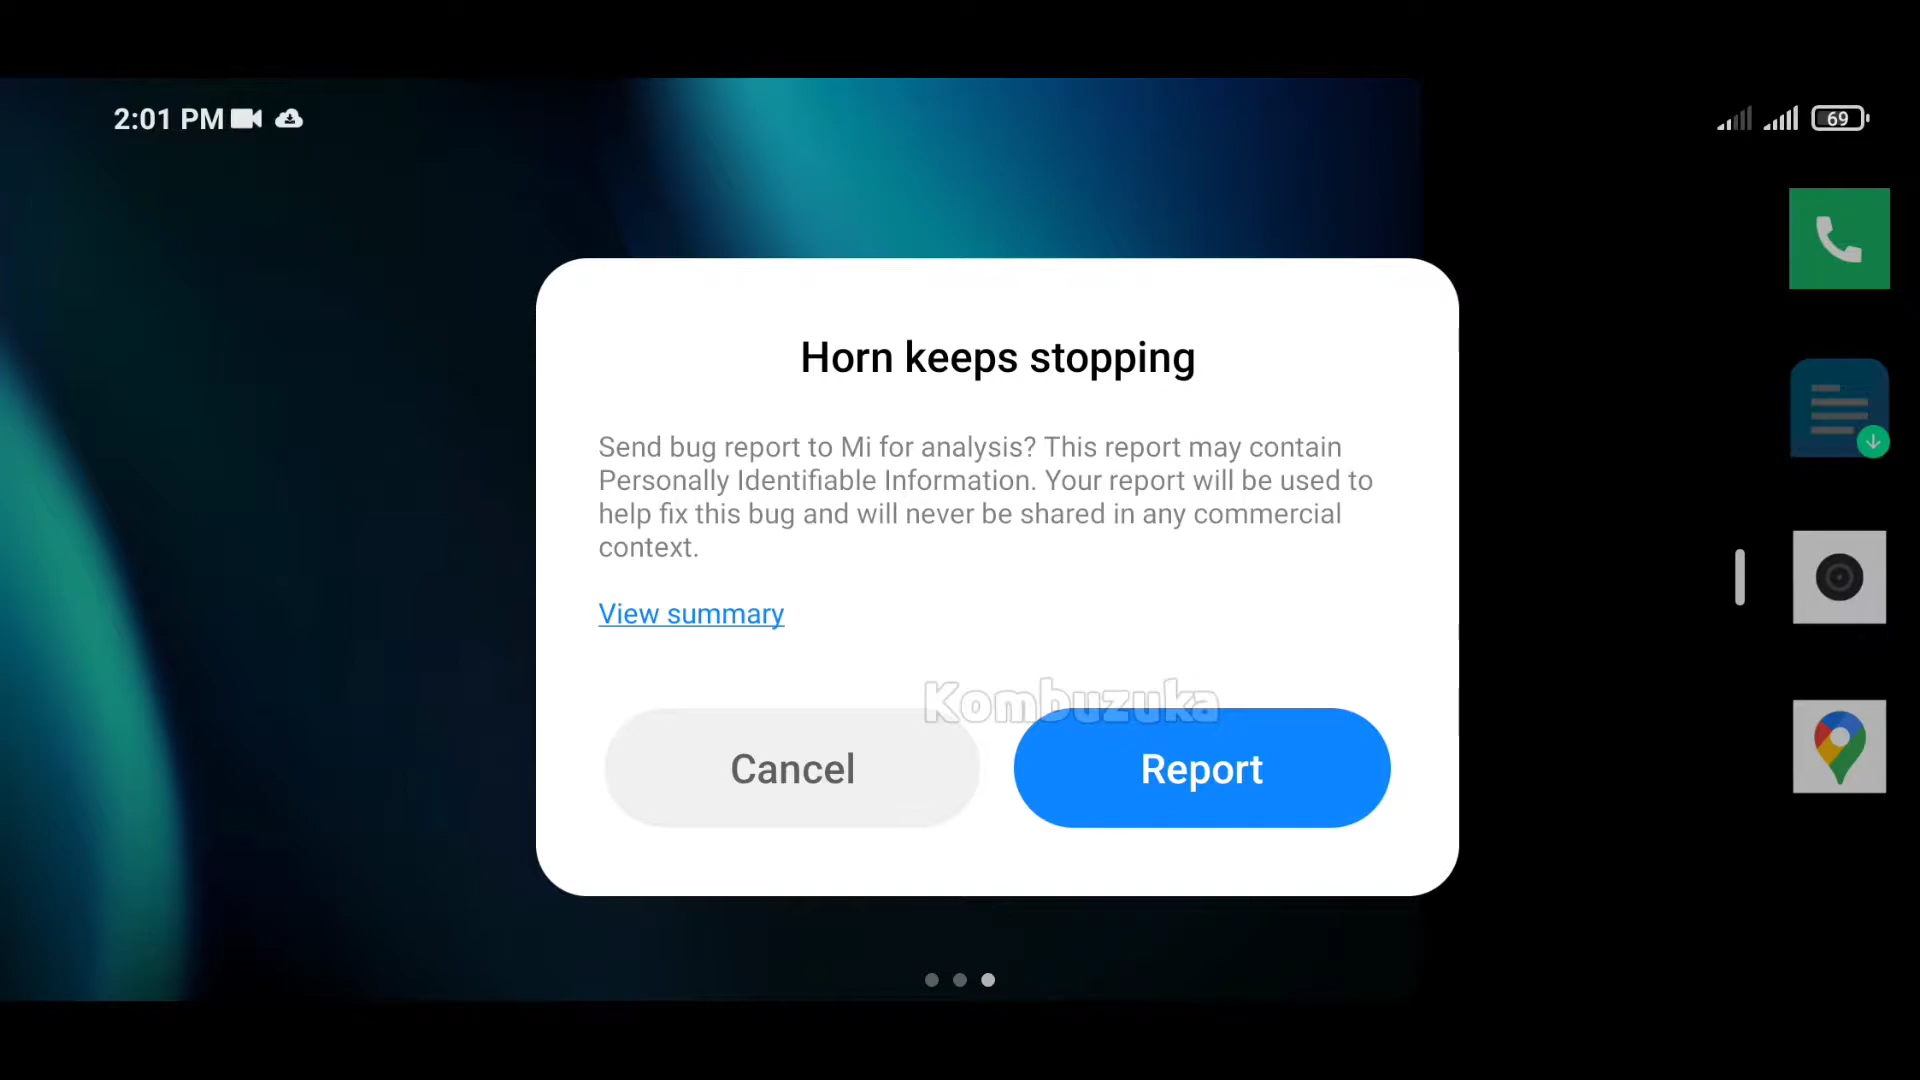 2:01 PM
69
Horn keeps stopping
Send bug report to Mi for analysis? This report may contain
Personally Identifiable Information. Your report will be used to
help fix this bug and will never be shared in any commercial
context.
View summary
Kombuzuka
Cancel
Report